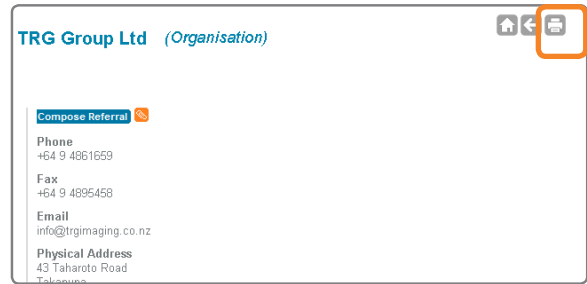 TRG Group Ltd (Organisation)
Compose Referral
Phone
+64 9 4861659
Fax
+64 9 4895458
Email
info@trgimaging.co.nz
Physical Address
43 Taharoto Road
Takapuna